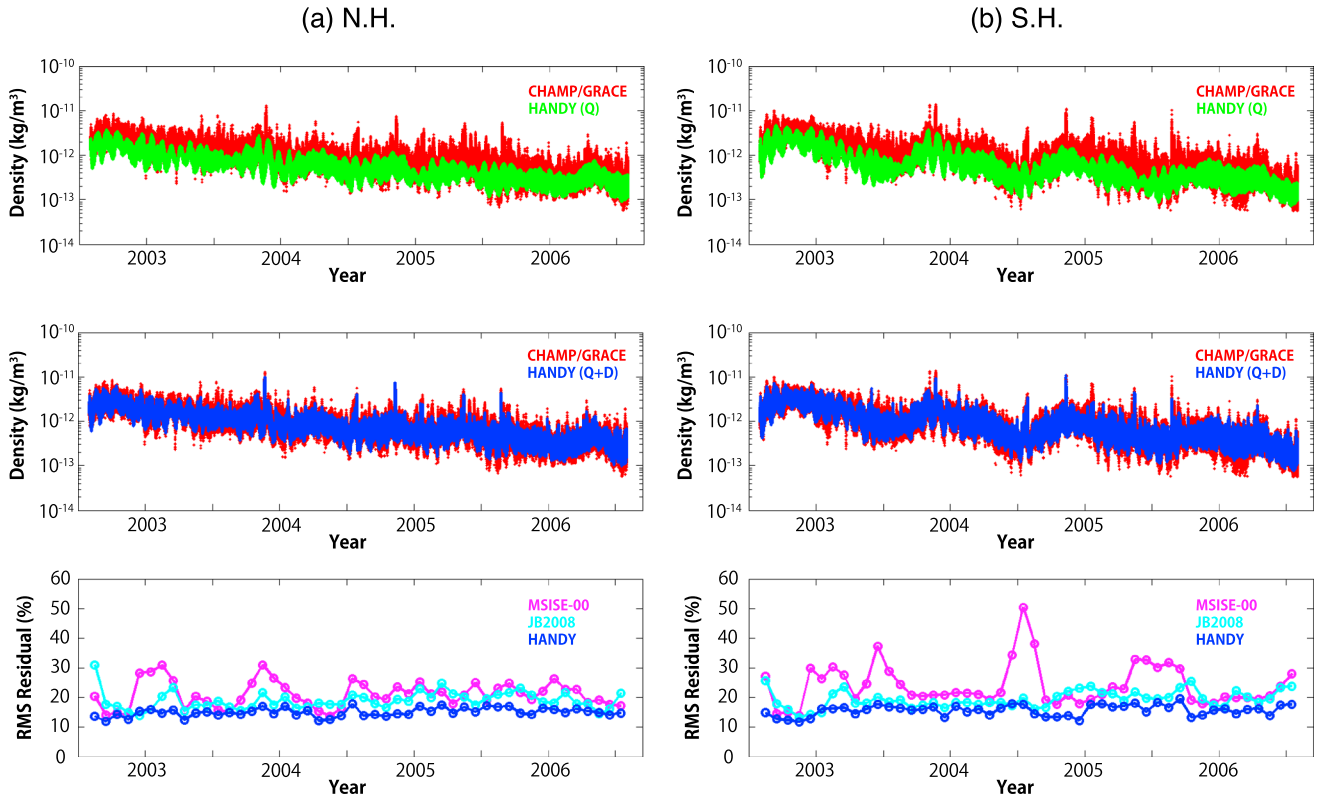 (a) N.H.
(b) S.H.
10⁻¹⁰
10⁻¹¹
10⁻¹²
10⁻¹³
10⁻¹⁴
Density (kg/m³)
CHAMP/GRACE
HANDY (Q)
2003 2004 2005 2006
Year
10⁻¹⁰
10⁻¹¹
10⁻¹²
10⁻¹³
10⁻¹⁴
Density (kg/m³)
CHAMP/GRACE
HANDY (Q)
2003 2004 2005 2006
Year
10⁻¹⁰
10⁻¹¹
10⁻¹²
10⁻¹³
10⁻¹⁴
Density (kg/m³)
CHAMP/GRACE
HANDY (Q+D)
2003 2004 2005 2006
Year
10⁻¹⁰
10⁻¹¹
10⁻¹²
10⁻¹³
10⁻¹⁴
Density (kg/m³)
CHAMP/GRACE
HANDY (Q+D)
2003 2004 2005 2006
Year
60
50
40
30
20
10
0
RMS Residual (%)
MSISE-00
JB2008
HANDY
2003 2004 2005 2006
Year
60
50
40
30
20
10
0
RMS Residual (%)
MSISE-00
JB2008
HANDY
2003 2004 2005 2006
Year